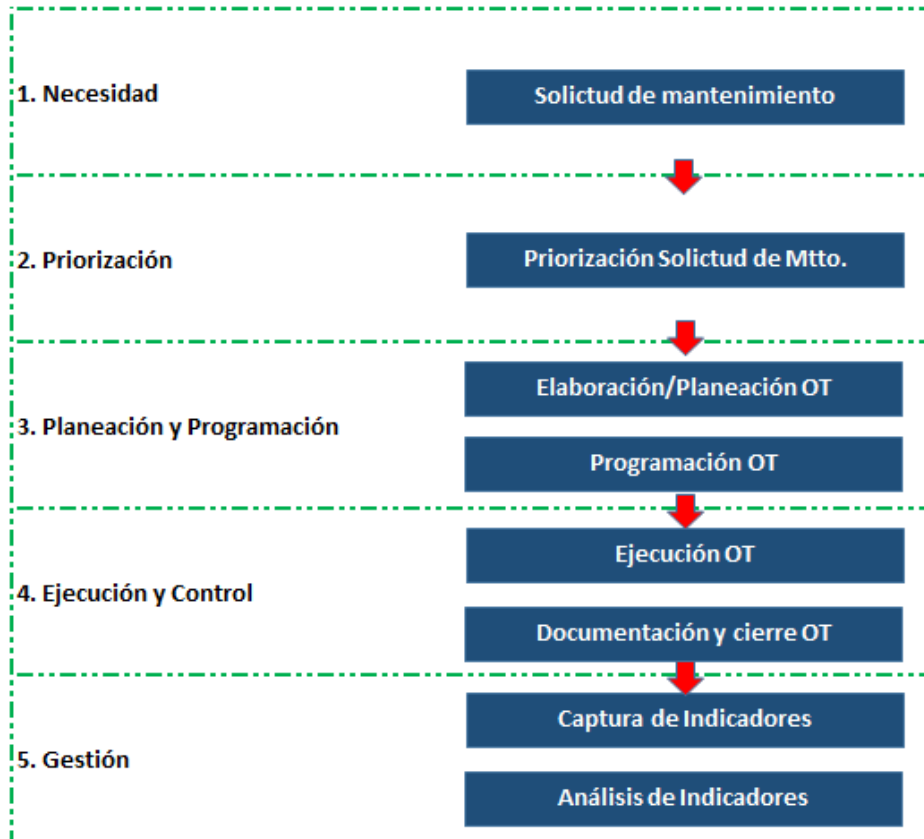 1. Necesidad
Solictud de mantenimiento
2. Priorización
Priorización Solictud de Mtto.
3. Planeación y Programación
Elaboración/Planeación OT
Programación OT
4. Ejecución y Control
Ejecución OT
Documentación y cierre OT
5. Gestión
Captura de Indicadores
Análisis de Indicadores